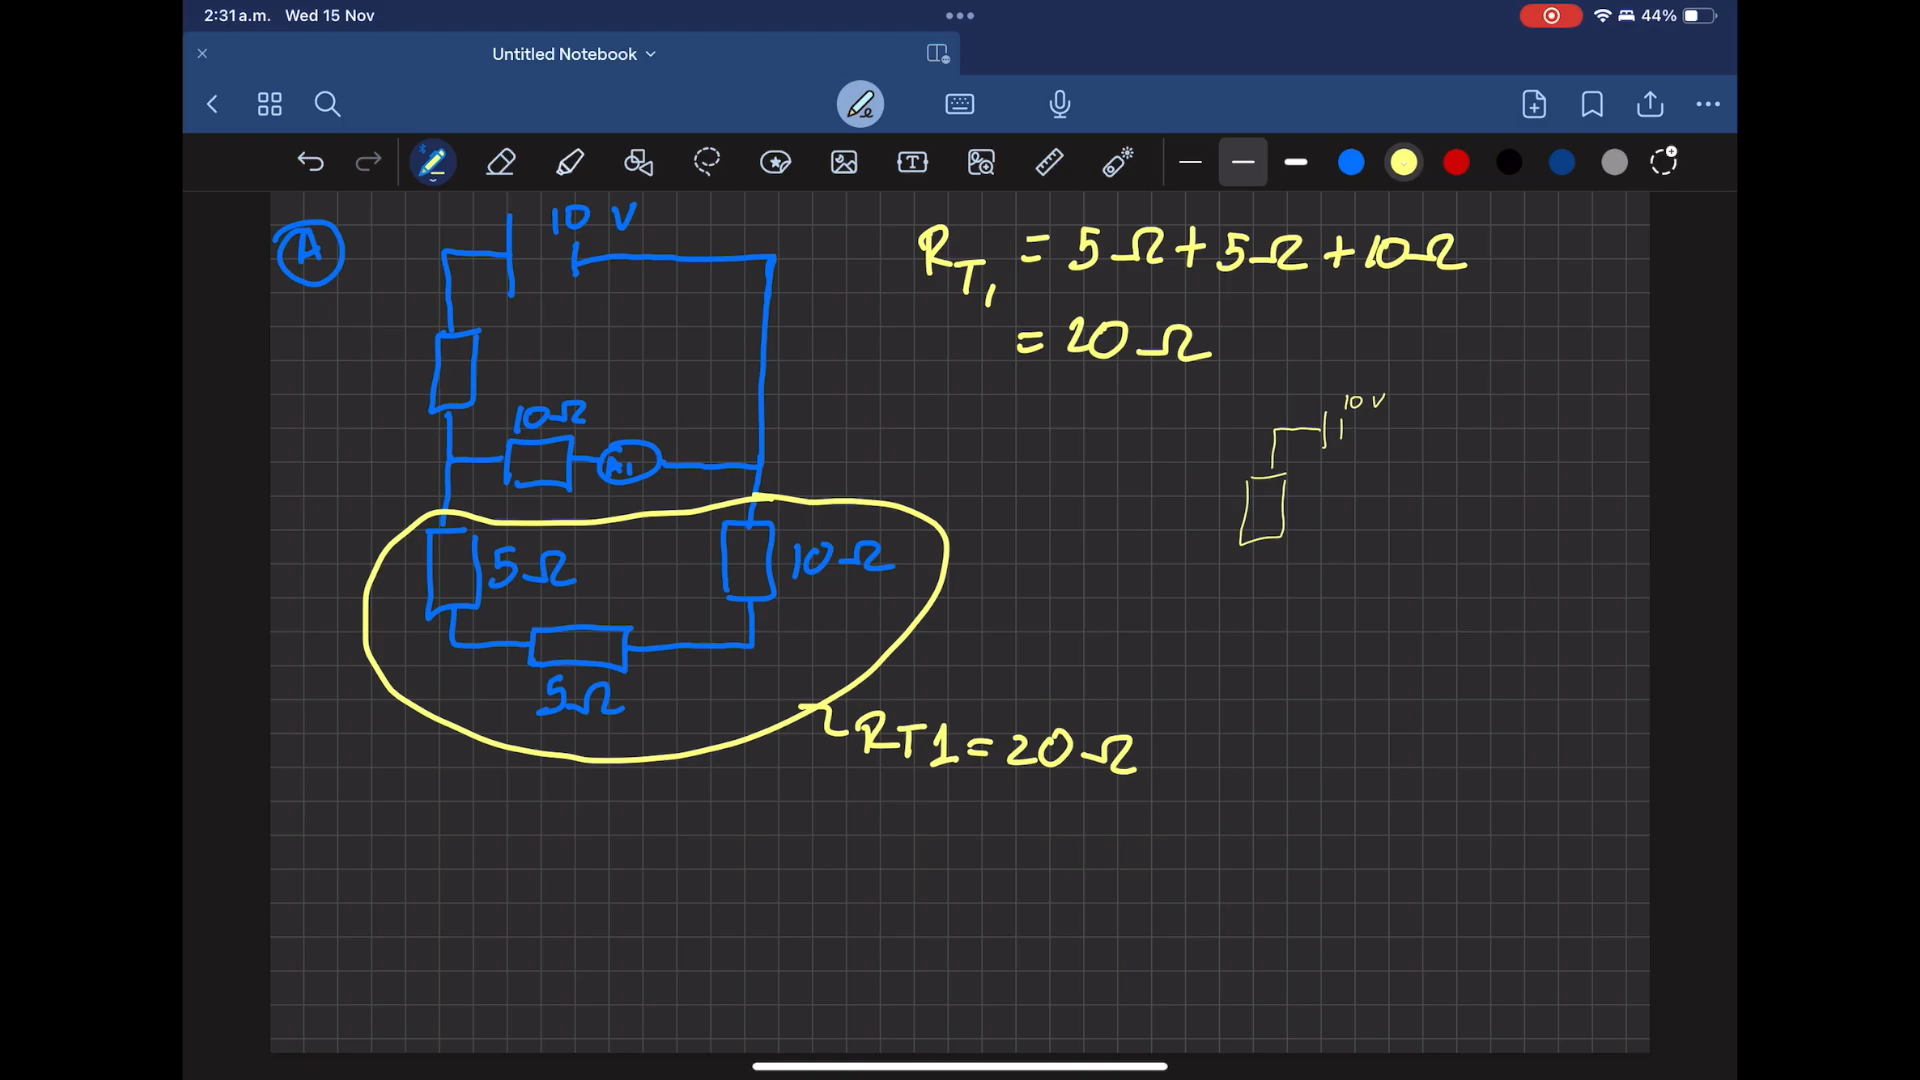 2:31 a.m. Wed 15 Nov
44%
Untitled Notebook
A
10 V
10Ω
A1
5Ω
10Ω
5Ω
RT1 = 5Ω + 5Ω + 10Ω
= 20Ω
10 V
RT1 = 20Ω